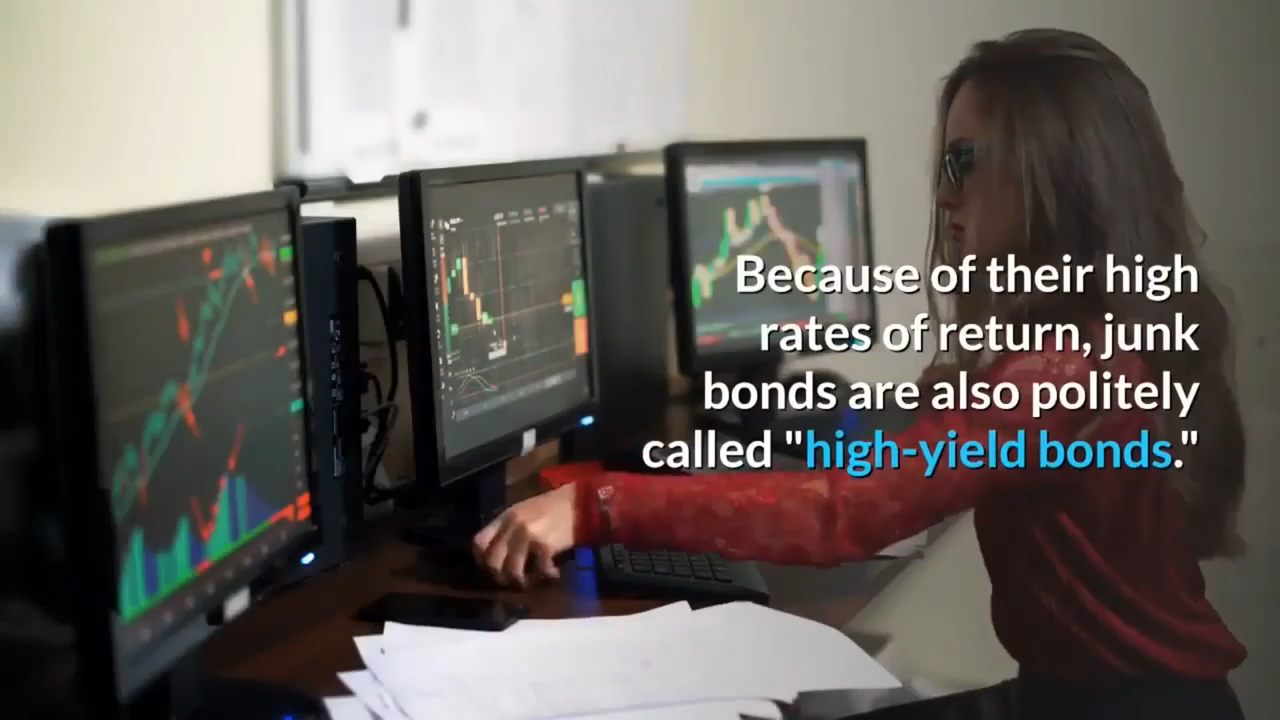 Because of their high
rates of return, junk
bonds are also politely
called "high-yield bonds."